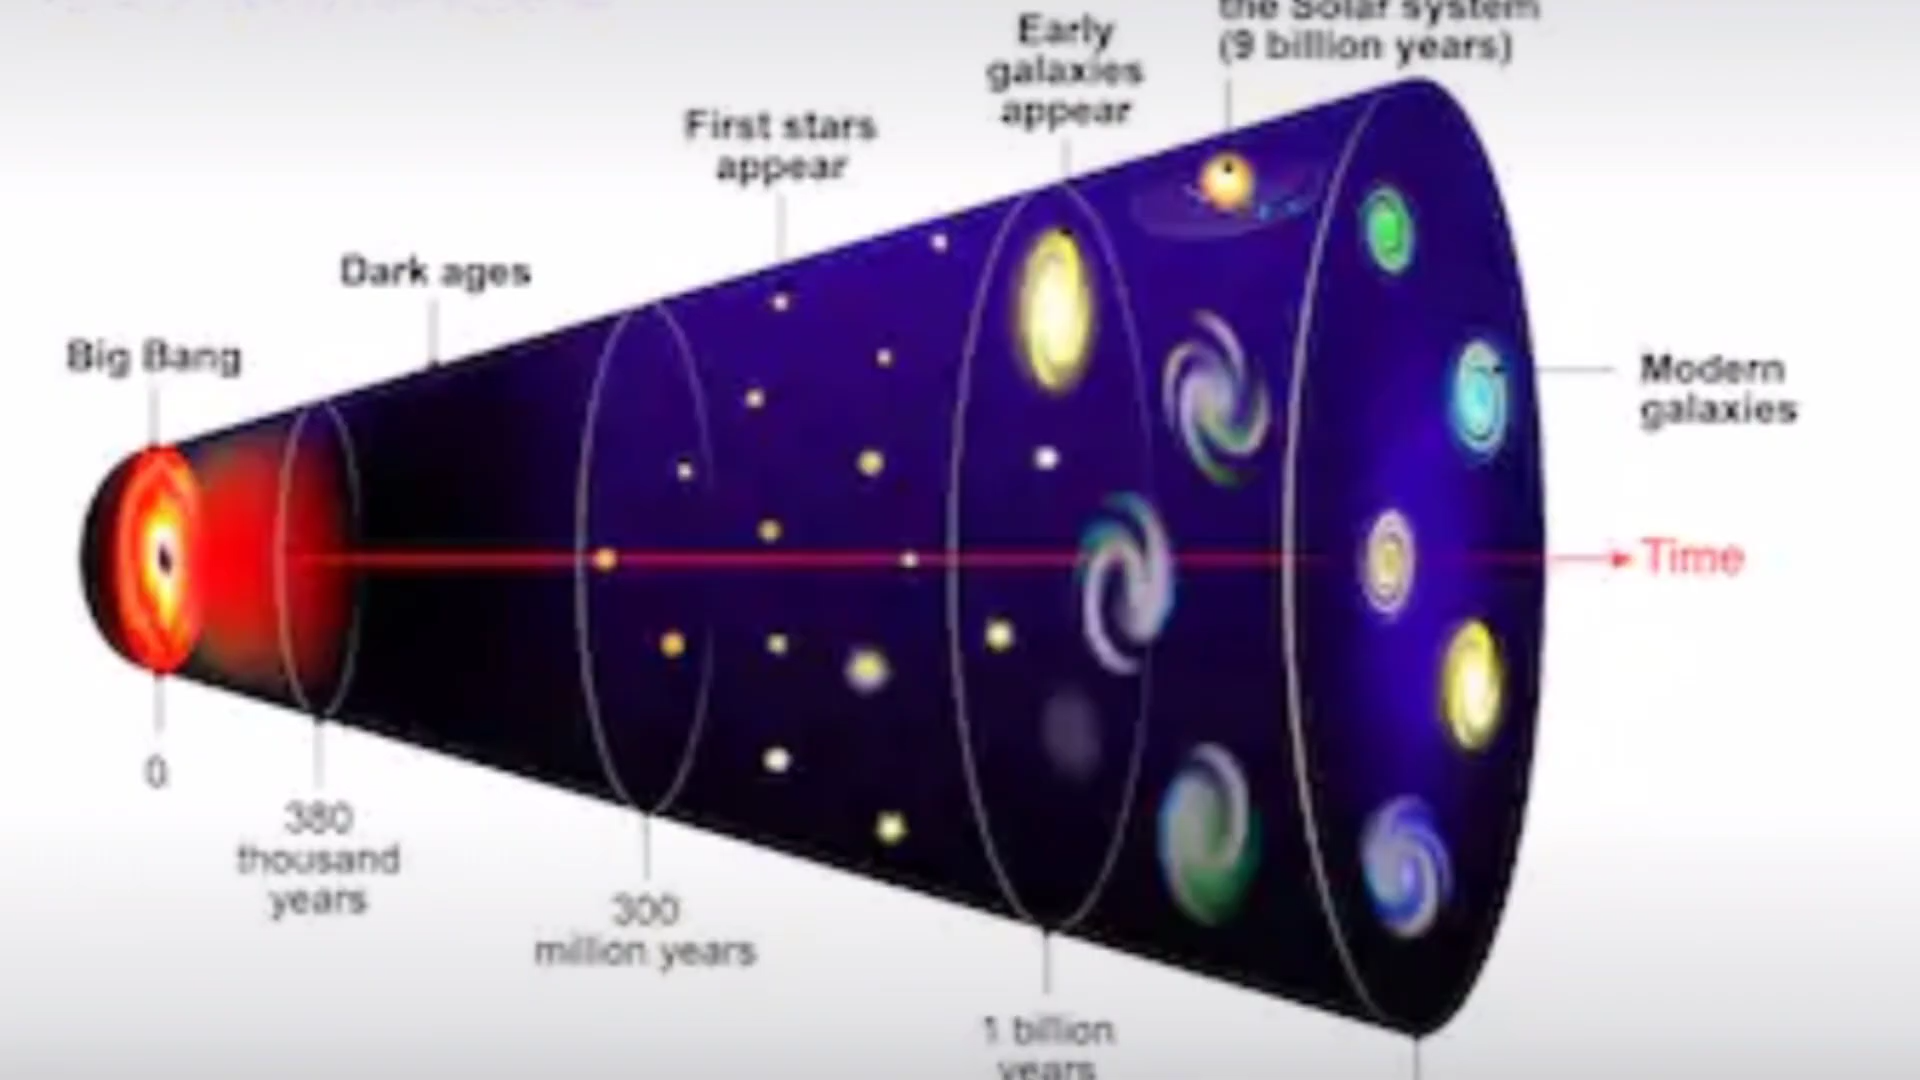 the Solar system
(9 billion years)
Early
galaxies
appear
First stars
appear
Dark ages
Big Bang
Modern
galaxies
Time
0
380
thousand
years
300
million years
1 billion
years